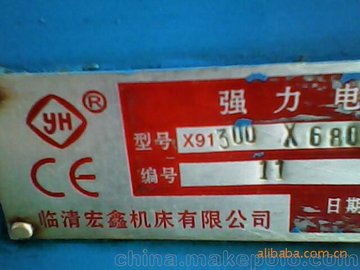 YH ®
强力电
型号 X91300 X680
CE
编号 11
临清宏鑫机床有限公司
日期
china.makepolo.com
alibaba.com.cn